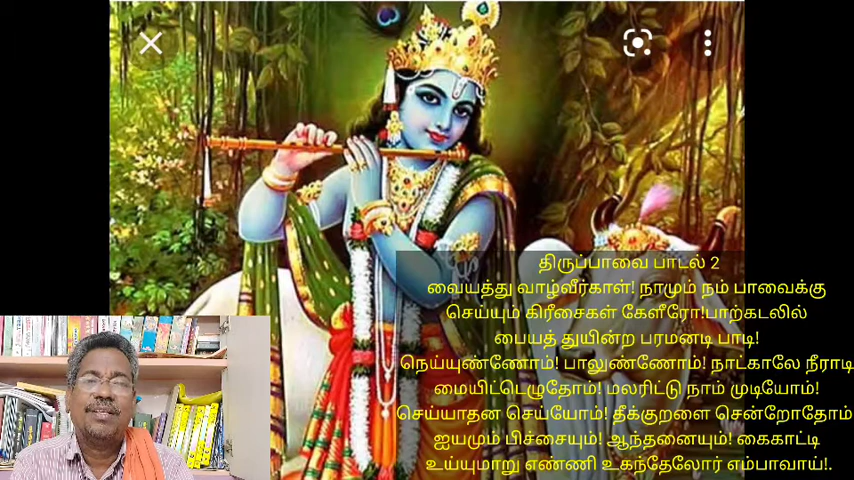 திருப்பாவை பாடல் 2
வையத்து வாழ்வீர்காள்! நாமும் நம் பாவைக்கு
செய்யும் கிரீசைகள் கேளீரோ!பாற்கடலில்
பையத் துயின்ற பரமனடி பாடி!
நெய்யுண்ணோம்! பாலுண்ணோம்! நாட்காலே நீராடி
மையிட்டெழுதோம்! மலரிட்டு நாம் முடியோம்!
செய்யாதன செய்யோம்! தீக்குறளை சென்றோதோம்
ஐயமும் பிச்சையும்! ஆந்தனையும்! கைகாட்டி
உய்யுமாறு எண்ணி உகந்தேலோர் எம்பாவாய்!.